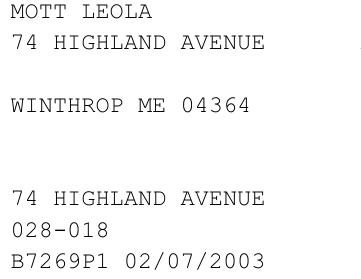 MOTT LEOLA
74 HIGHLAND AVENUE
WINTHROP ME 04364
74 HIGHLAND AVENUE
028-018
B7269P1 02/07/2003